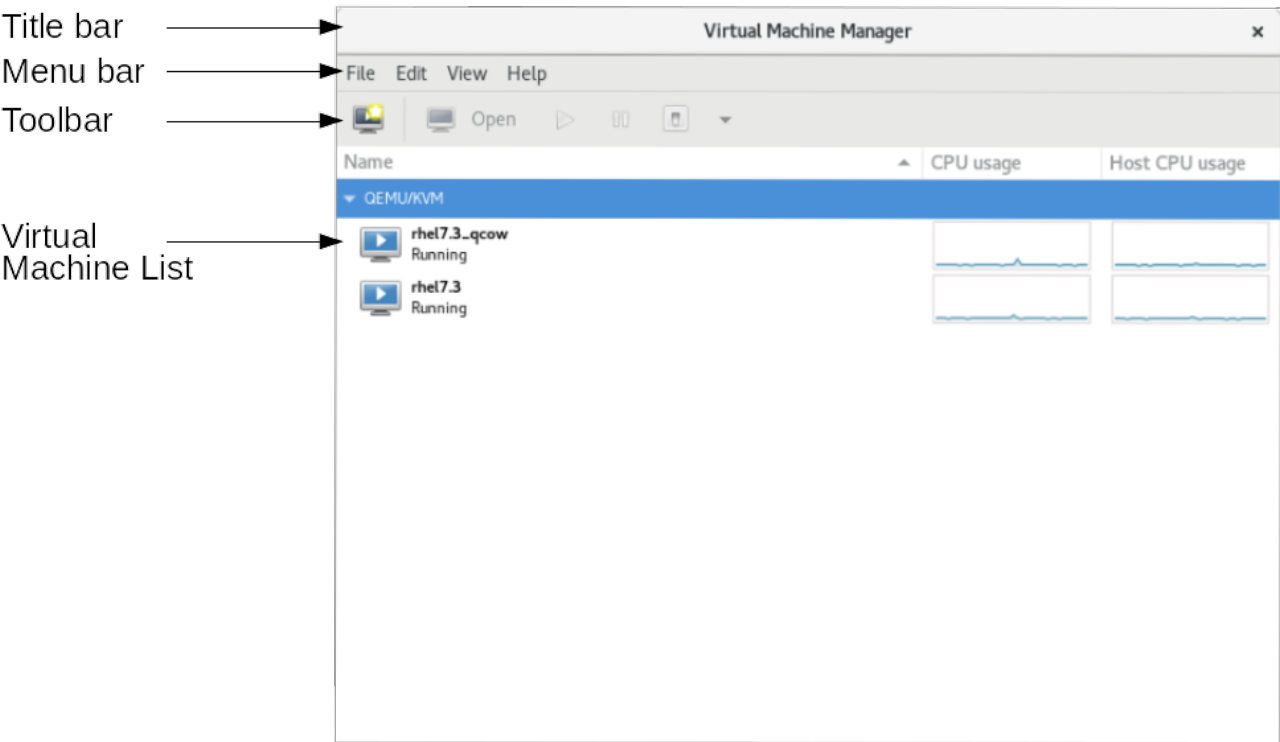 Title bar
Virtual Machine Manager
Menu bar
File Edit View Help
Toolbar
Open
Name CPU usage Host CPU usage
QEMU/KVM
Virtual
Machine List
rhel7.3_qcow
Running
rhel7.3
Running